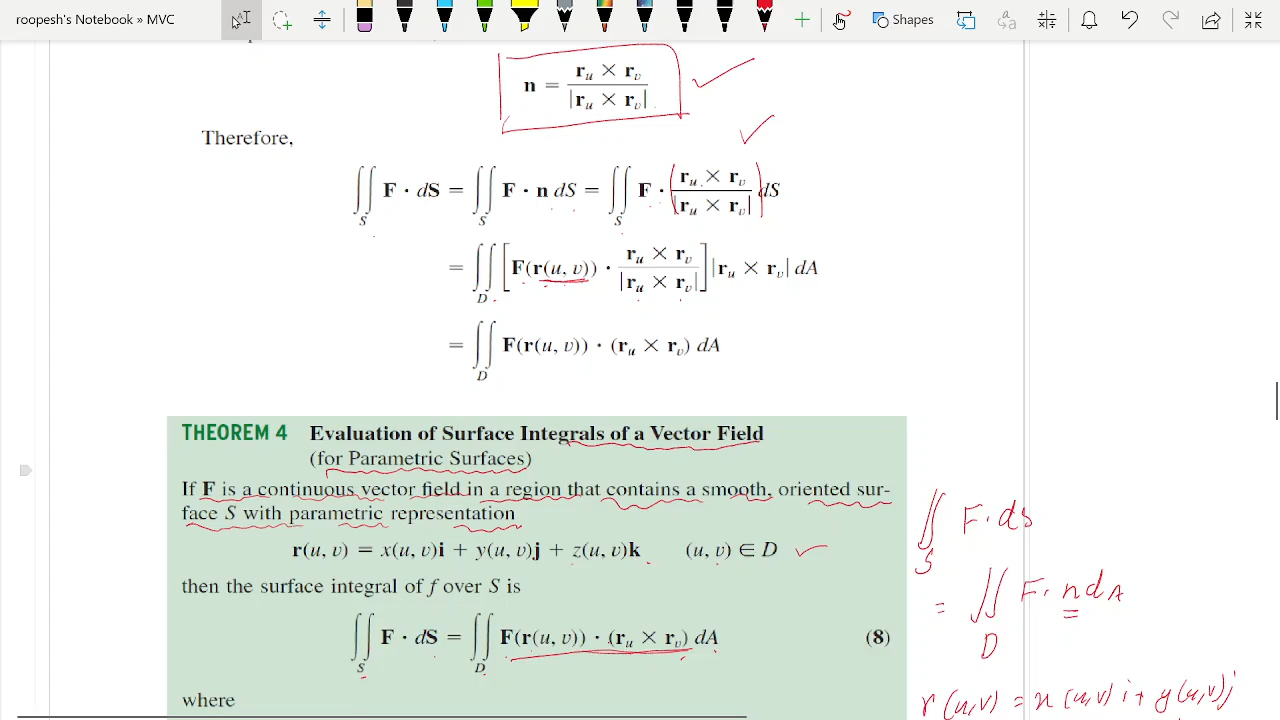 roopesh's Notebook » MVC
Shapes
n = r_u × r_v / |r_u × r_v|
Therefore,
∬_S F · dS = ∬_S F · n dS = ∬_S F · (r_u × r_v / |r_u × r_v|) dS
= ∬_D [F(r(u, v)) · r_u × r_v / |r_u × r_v|] |r_u × r_v| dA
= ∬_D F(r(u, v)) · (r_u × r_v) dA
THEOREM 4 Evaluation of Surface Integrals of a Vector Field
(for Parametric Surfaces)
If F is a continuous vector field in a region that contains a smooth, oriented sur-
face S with parametric representation
r(u, v) = x(u, v)i + y(u, v)j + z(u, v)k (u, v) ∈ D
then the surface integral of f over S is
∬_S F · dS = ∬_D F(r(u, v)) · (r_u × r_v) dA (8)
where
∬_S F. ds
= ∬_D F. n dA
r(u,v) = x(u,v) i + y(u,v) j